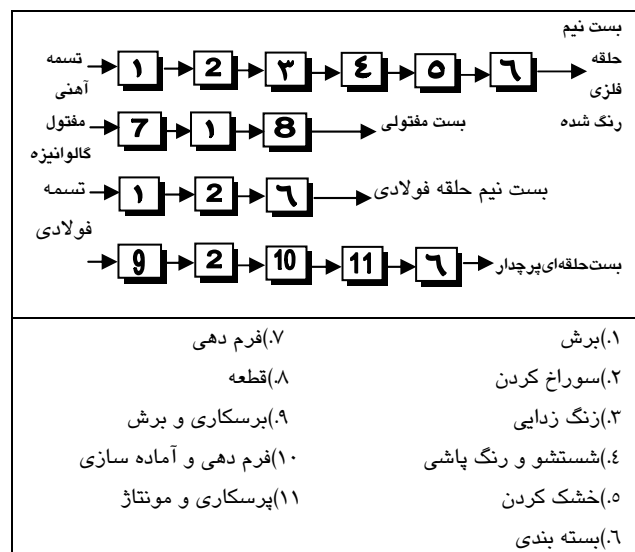 بست نیم
حلقه
فلزی
رنگ شده
تسمه
آهنی
۱ 2 ۳ ٤ ٥ ٦
مفتول
گالوانیزه
7 ۱ 8
بست مفتولی
تسمه
فولادی
۱ 2 ٦
بست نیم حلقه فولادی
9 2 10 11 ٦
بست‌حلقه‌ای‌پرچدار
۱.)برش
۲.)سوراخ کردن
۳.)زنگ زدایی
٤.)شستشو و رنگ پاشی
٥.)خشک کردن
٦.)بسته بندی
۷.)فرم دهی
۸.)قطعه
۹.)برسکاری و برش
۱۰)فرم دهی و آماده سازی
۱۱)پرسکاری و مونتاژ